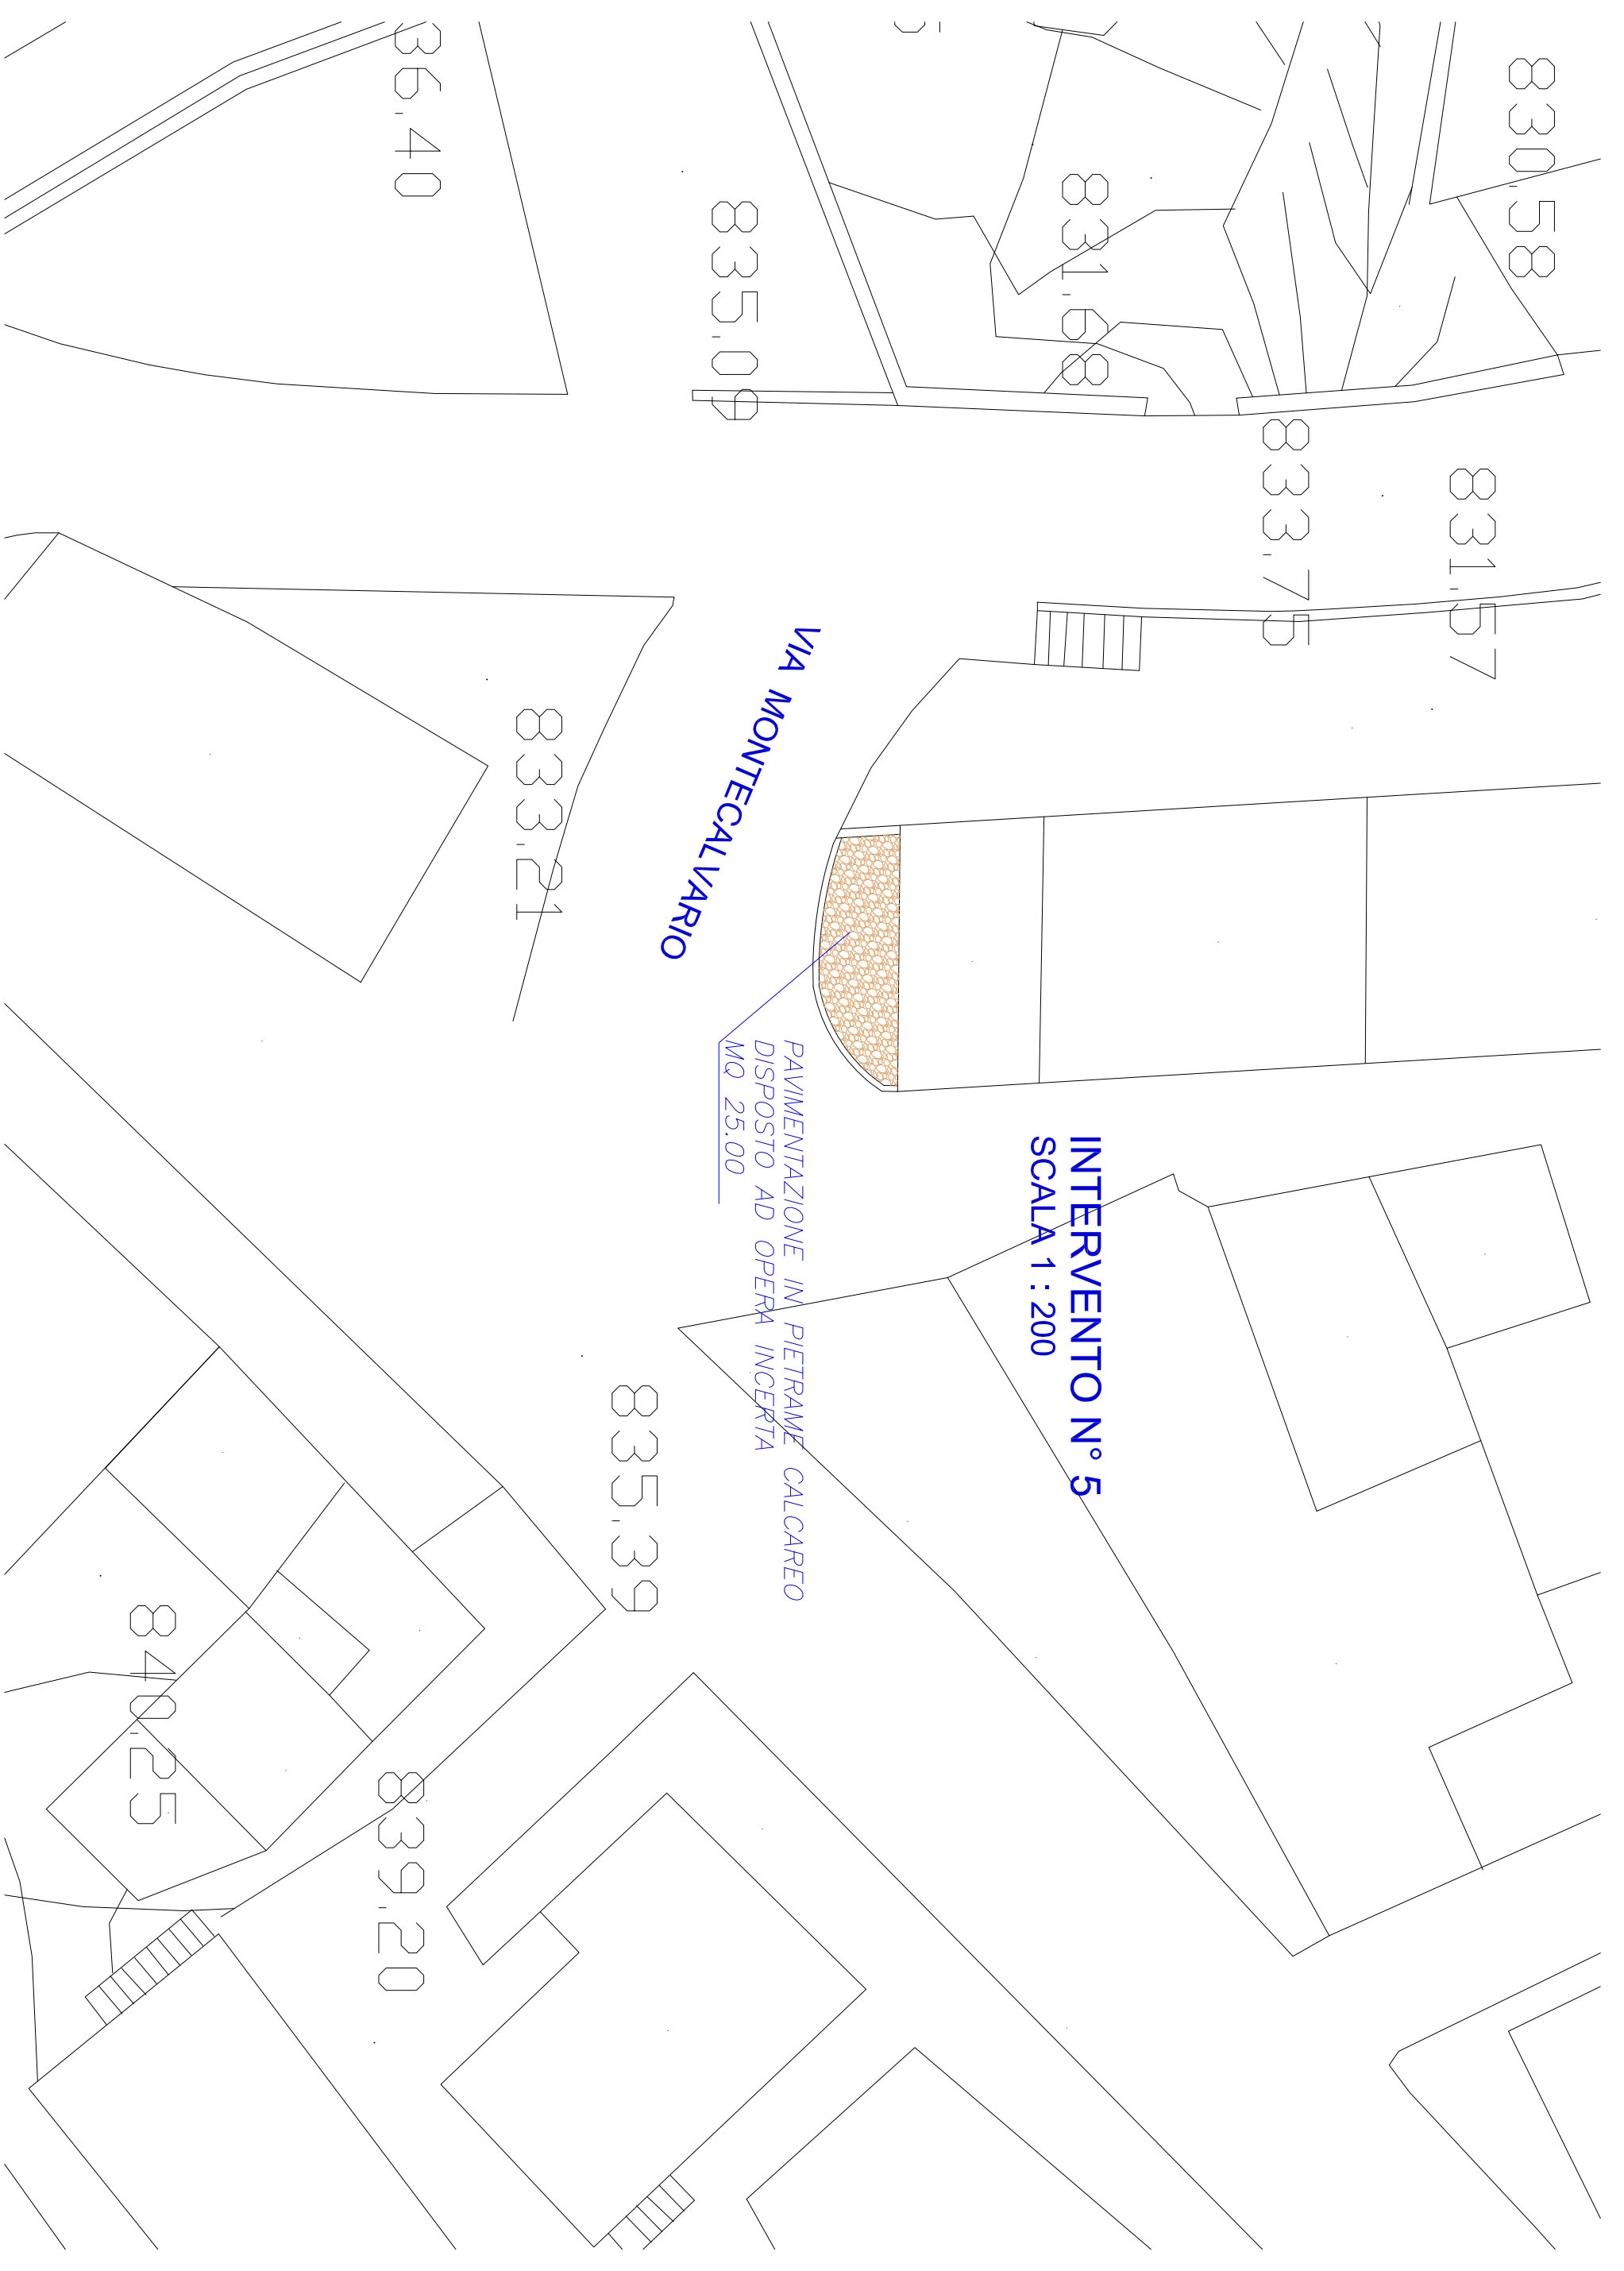 830.58
831.57
833.75
INTERVENTO N° 5
SCALA 1 : 200
831.68
VIA MONTECALVARIO
PAVIMENTAZIONE IN PIETRAME CALCAREO
DISPOSTO AD OPERA INCERTA
MQ 25.00
835.09
835.39
833.21
36.40
839.20
840.25